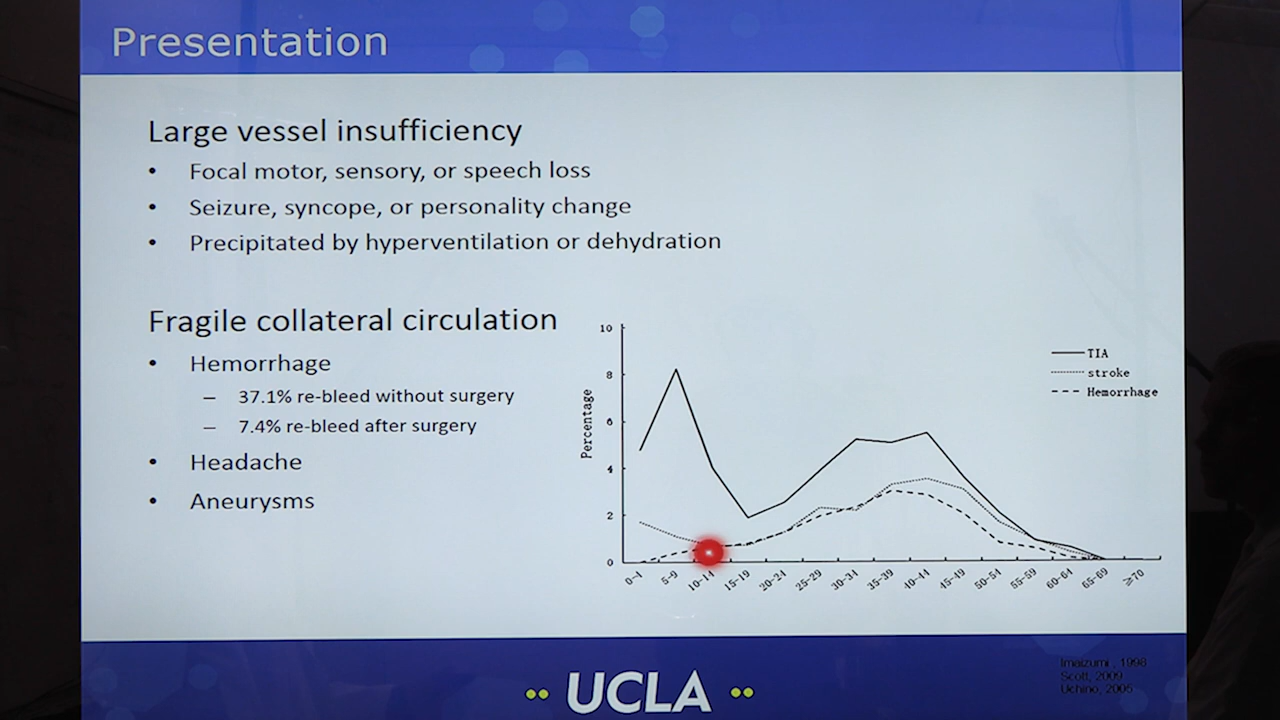 Presentation
Large vessel insufficiency
• Focal motor, sensory, or speech loss
• Seizure, syncope, or personality change
• Precipitated by hyperventilation or dehydration
Fragile collateral circulation
• Hemorrhage
– 37.1% re-bleed without surgery
– 7.4% re-bleed after surgery
• Headache
• Aneurysms
Percentage
10
8
6
4
2
0
0-4
5-9
10-14
15-19
20-24
25-29
30-34
35-39
40-44
45-49
50-54
55-59
60-64
65-69
≥70
TIA
stroke
Hemorrhage
UCLA
Imaizumi, 1998
Scott, 2009
Uchino, 2005